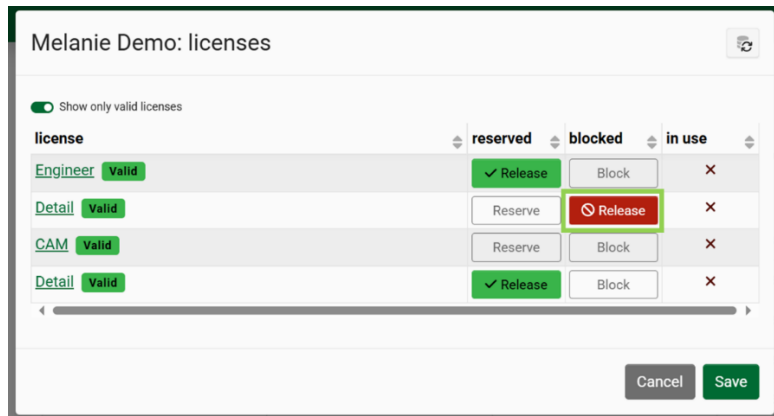 Melanie Demo: licenses
Show only valid licenses
license reserved blocked in use
Engineer Valid Release Block
Detail Valid Reserve Release
CAM Valid Reserve Block
Detail Valid Release Block
Cancel Save